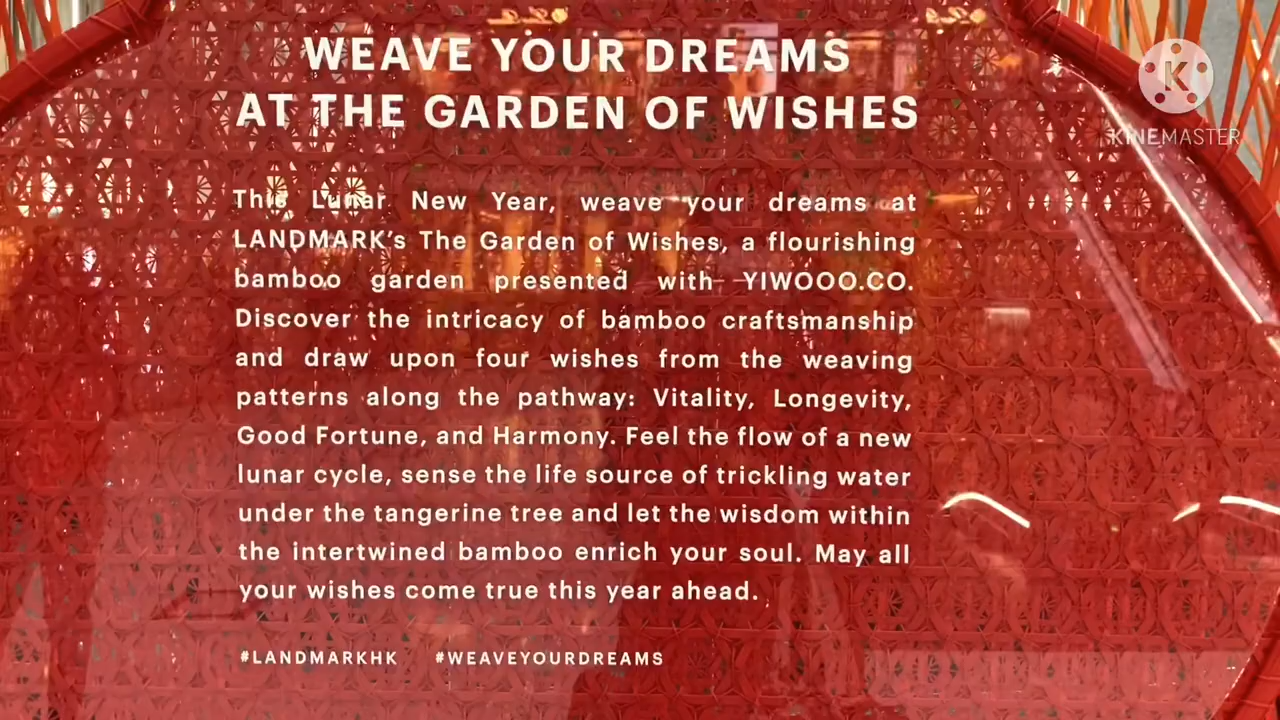 WEAVE YOUR DREAMS
AT THE GARDEN OF WISHES
This Lunar New Year, weave your dreams at
LANDMARK's The Garden of Wishes, a flourishing
bamboo garden presented with YIWOOO.CO.
Discover the intricacy of bamboo craftsmanship
and draw upon four wishes from the weaving
patterns along the pathway: Vitality, Longevity,
Good Fortune, and Harmony. Feel the flow of a new
lunar cycle, sense the life source of trickling water
under the tangerine tree and let the wisdom within
the intertwined bamboo enrich your soul. May all
your wishes come true this year ahead.
#LANDMARKHK #WEAVEYOURDREAMS
K
KINEMASTER